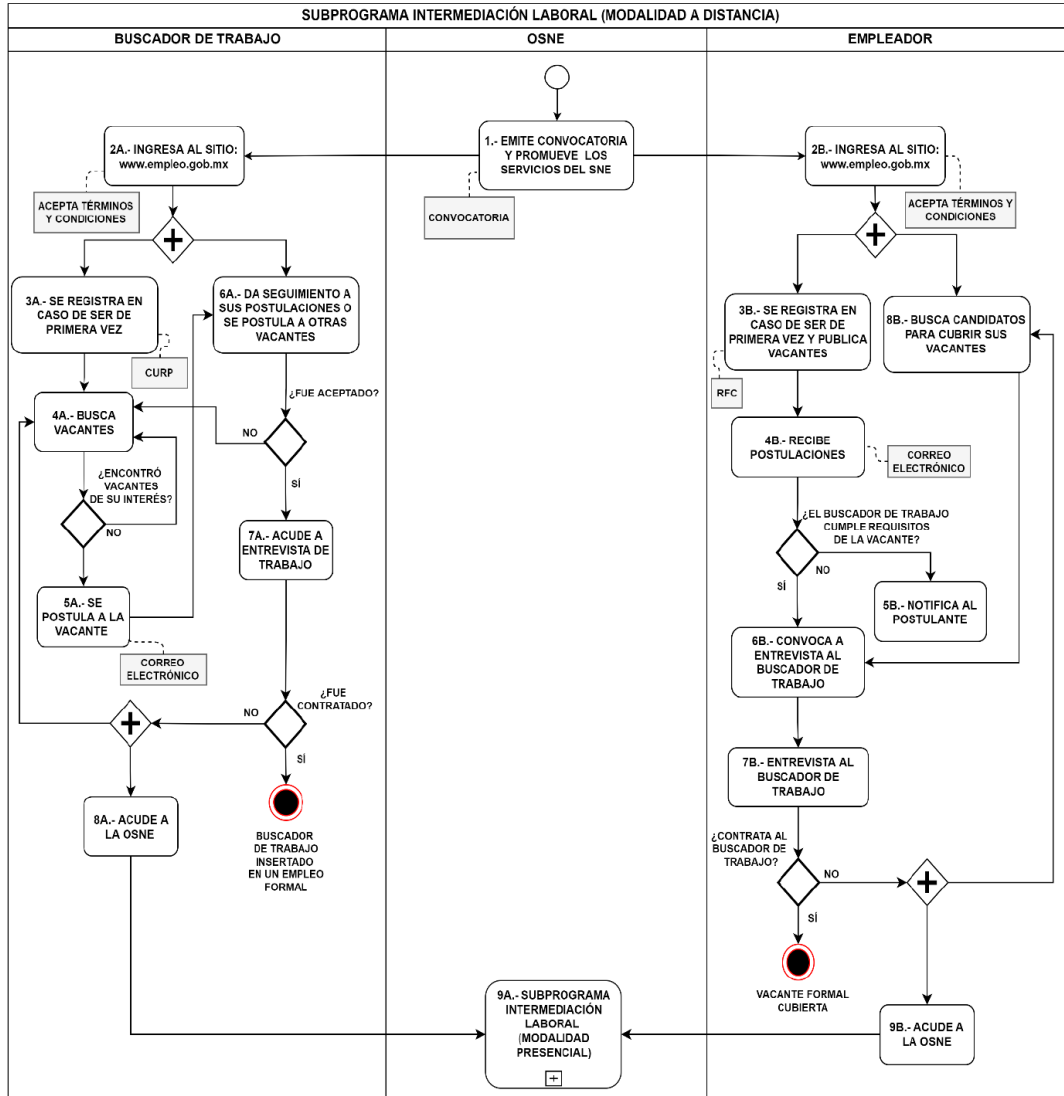 SUBPROGRAMA INTERMEDIACIÓN LABORAL (MODALIDAD A DISTANCIA)
BUSCADOR DE TRABAJO
OSNE
EMPLEADOR
2A.- INGRESA AL SITIO:
www.empleo.gob.mx
ACEPTA TÉRMINOS
Y CONDICIONES
3A.- SE REGISTRA EN
CASO DE SER DE
PRIMERA VEZ
CURP
6A.- DA SEGUIMIENTO A
SUS POSTULACIONES O
SE POSTULA A OTRAS
VACANTES
¿FUE ACEPTADO?
NO
SÍ
4A.- BUSCA
VACANTES
¿ENCONTRÓ
VACANTES
DE SU INTERÉS?
NO
5A.- SE
POSTULA A LA
VACANTE
CORREO
ELECTRÓNICO
7A.- ACUDE A
ENTREVISTA DE
TRABAJO
¿FUE
CONTRATADO?
NO
SÍ
8A.- ACUDE A
LA OSNE
BUSCADOR
DE TRABAJO
INSERTADO
EN UN EMPLEO
FORMAL
1.- EMITE CONVOCATORIA
Y PROMUEVE LOS
SERVICIOS DEL SNE
CONVOCATORIA
9A.- SUBPROGRAMA
INTERMEDIACIÓN
LABORAL
(MODALIDAD
PRESENCIAL)
2B.- INGRESA AL SITIO:
www.empleo.gob.mx
ACEPTA TÉRMINOS Y
CONDICIONES
3B.- SE REGISTRA EN
CASO DE SER DE
PRIMERA VEZ Y PUBLICA
VACANTES
RFC
8B.- BUSCA CANDIDATOS
PARA CUBRIR SUS
VACANTES
4B.- RECIBE
POSTULACIONES
CORREO
ELECTRÓNICO
¿EL BUSCADOR DE TRABAJO
CUMPLE REQUISITOS
DE LA VACANTE?
NO
SÍ
5B.- NOTIFICA AL
POSTULANTE
6B.- CONVOCA A
ENTREVISTA AL
BUSCADOR DE
TRABAJO
7B.- ENTREVISTA AL
BUSCADOR DE
TRABAJO
¿CONTRATA AL
BUSCADOR DE
TRABAJO?
NO
SÍ
VACANTE FORMAL
CUBIERTA
9B.- ACUDE A
LA OSNE